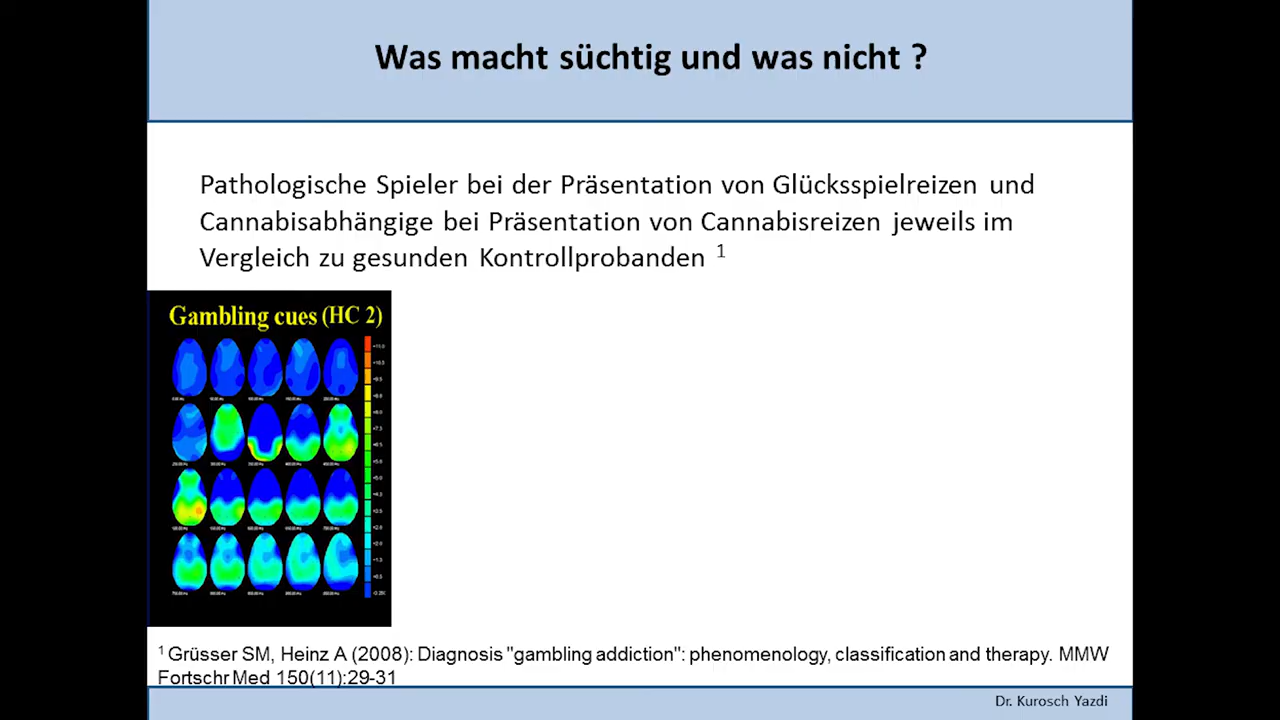 Was macht süchtig und was nicht ?
Pathologische Spieler bei der Präsentation von Glücksspielreizen und
Cannabisabhängige bei Präsentation von Cannabisreizen jeweils im
Vergleich zu gesunden Kontrollprobanden 1
Gambling cues (HC 2)
1 Grüsser SM, Heinz A (2008): Diagnosis "gambling addiction": phenomenology, classification and therapy. MMW
Fortschr Med 150(11):29-31
Dr. Kurosch Yazdi